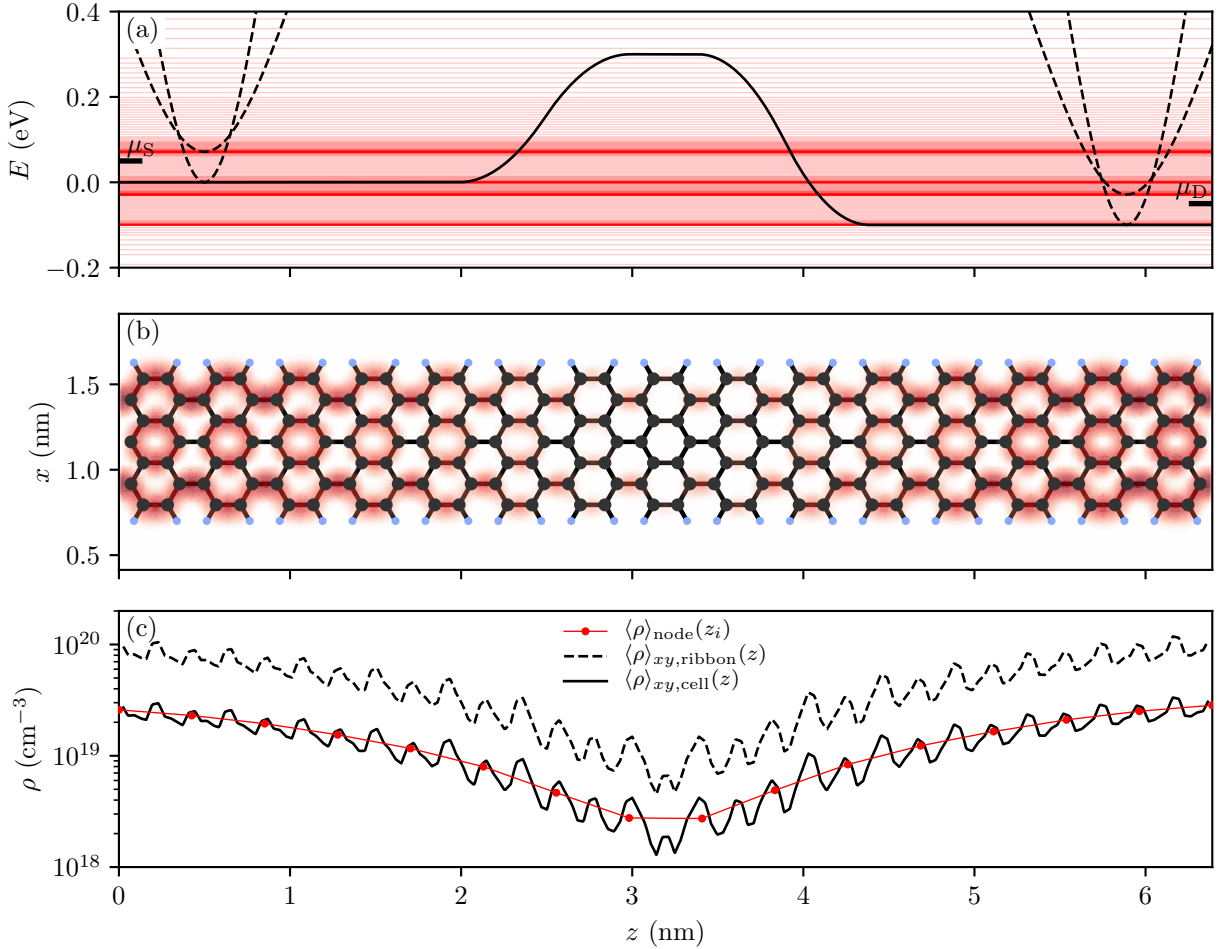 (a)
0.4
0.2
0.0
−0.2
E (eV)
μS
μD
(b)
1.5
1.0
0.5
x (nm)
(c)
⟨ρ⟩node(zi)
⟨ρ⟩xy,ribbon(z)
⟨ρ⟩xy,cell(z)
10^20
10^19
10^18
ρ (cm^−3)
0 1 2 3 4 5 6
z (nm)